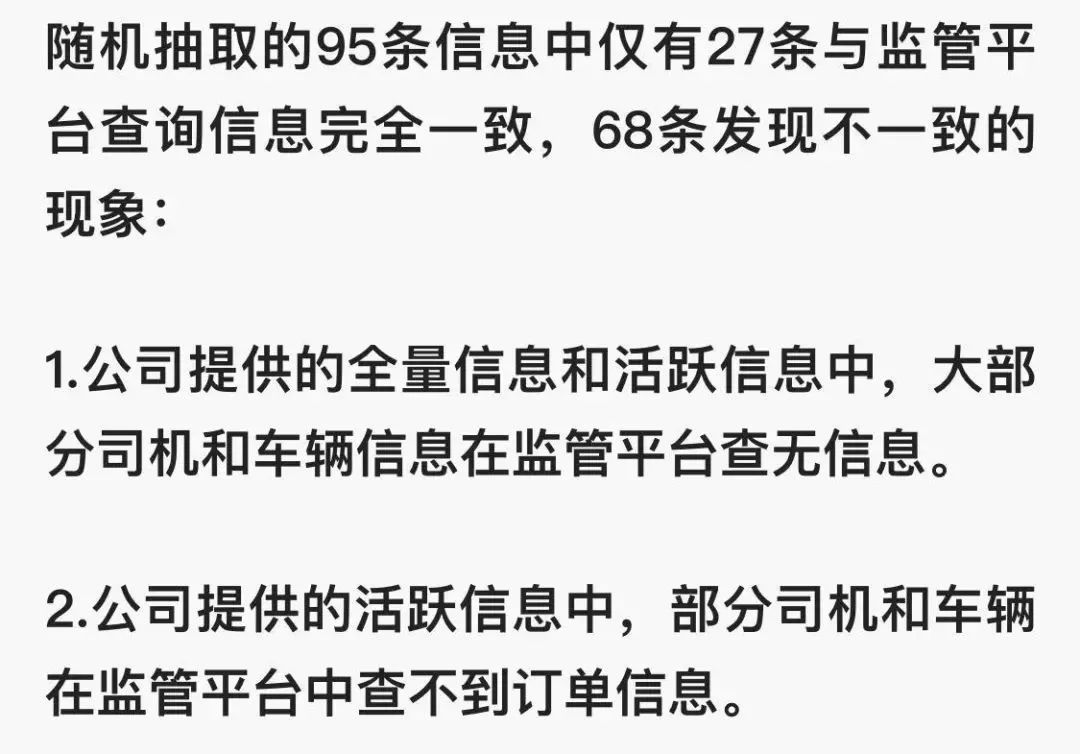 随机抽取的95条信息中仅有27条与监管平
台查询信息完全一致，68条发现不一致的
现象：
1.公司提供的全量信息和活跃信息中，大部
分司机和车辆信息在监管平台查无信息。
2.公司提供的活跃信息中，部分司机和车辆
在监管平台中查不到订单信息。